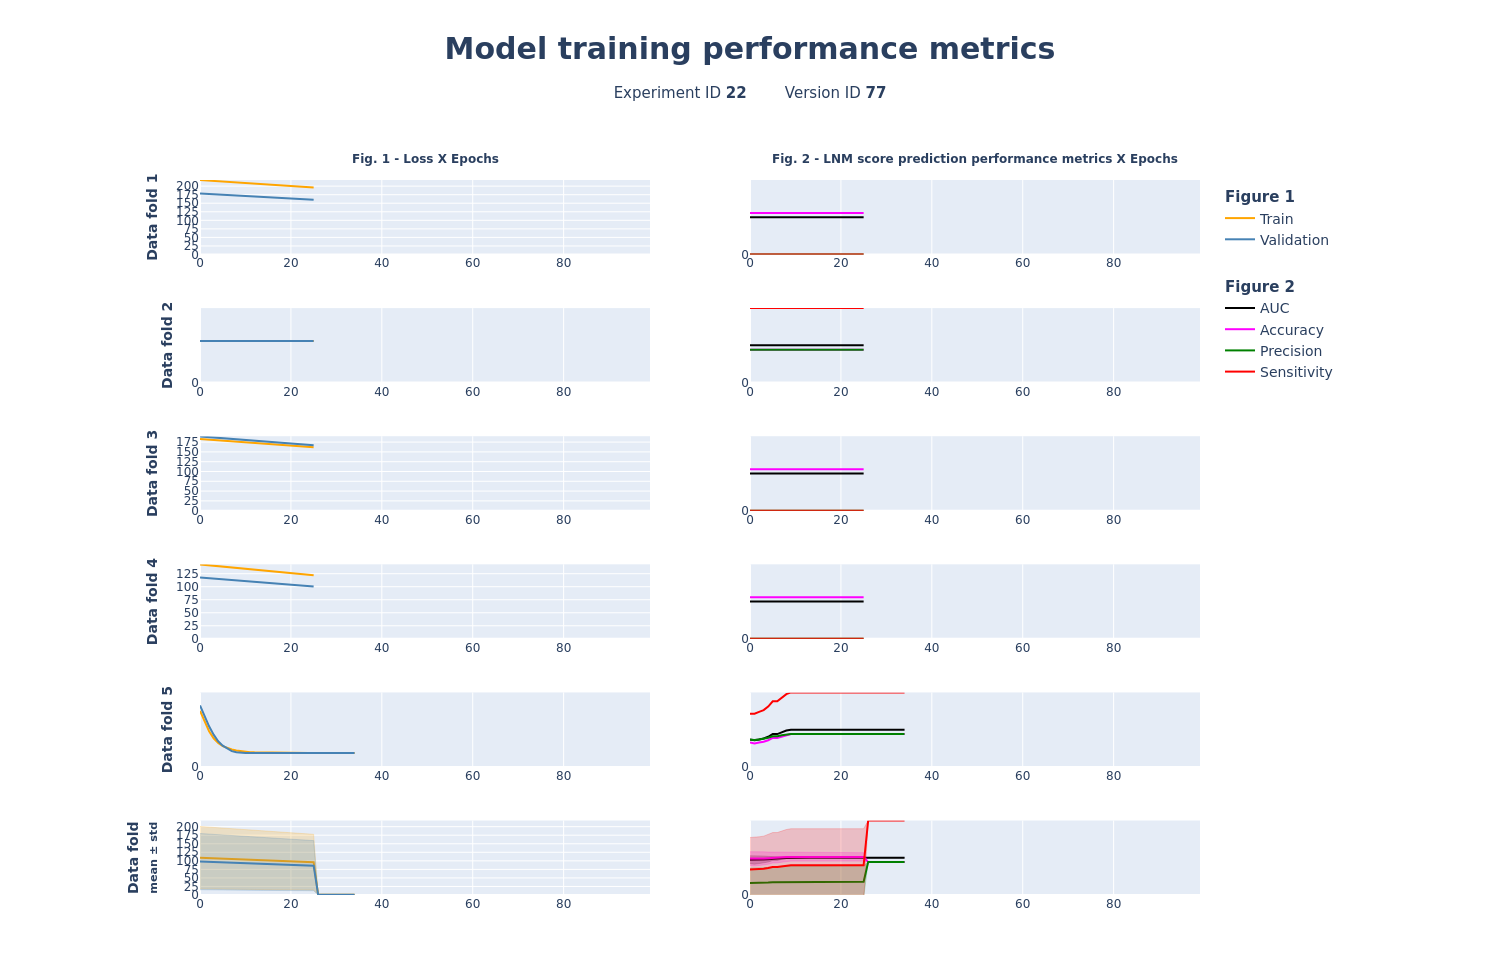 Model training performance metrics
Experiment ID 22 Version ID 77
Fig. 1 - Loss X Epochs
Fig. 2 - LNM score prediction performance metrics X Epochs
Data fold 1
200
175
150
125
100
75
50
25
0
0 20 40 60 80
0
0 20 40 60 80
Figure 1
Train
Validation
Figure 2
AUC
Accuracy
Precision
Sensitivity
Data fold 2
0
0 20 40 60 80
0
0 20 40 60 80
Data fold 3
175
150
125
100
75
50
25
0
0 20 40 60 80
0
0 20 40 60 80
Data fold 4
125
100
75
50
25
0
0 20 40 60 80
0
0 20 40 60 80
Data fold 5
0
0 20 40 60 80
0
0 20 40 60 80
Data fold
mean ± std
200
175
150
125
100
75
50
25
0
0 20 40 60 80
0
0 20 40 60 80